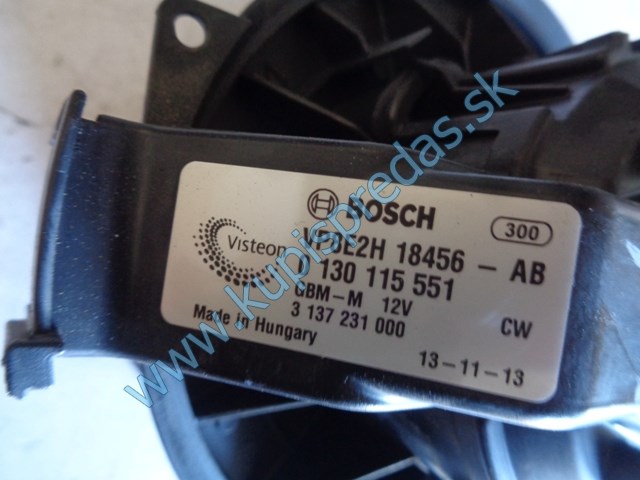 BOSCH
300
Visteon
18456 - AB
130 115 551
GBM-M 12V
3 137 231 000
CW
Made in Hungary
13-11-13
www.kupispredas.sk